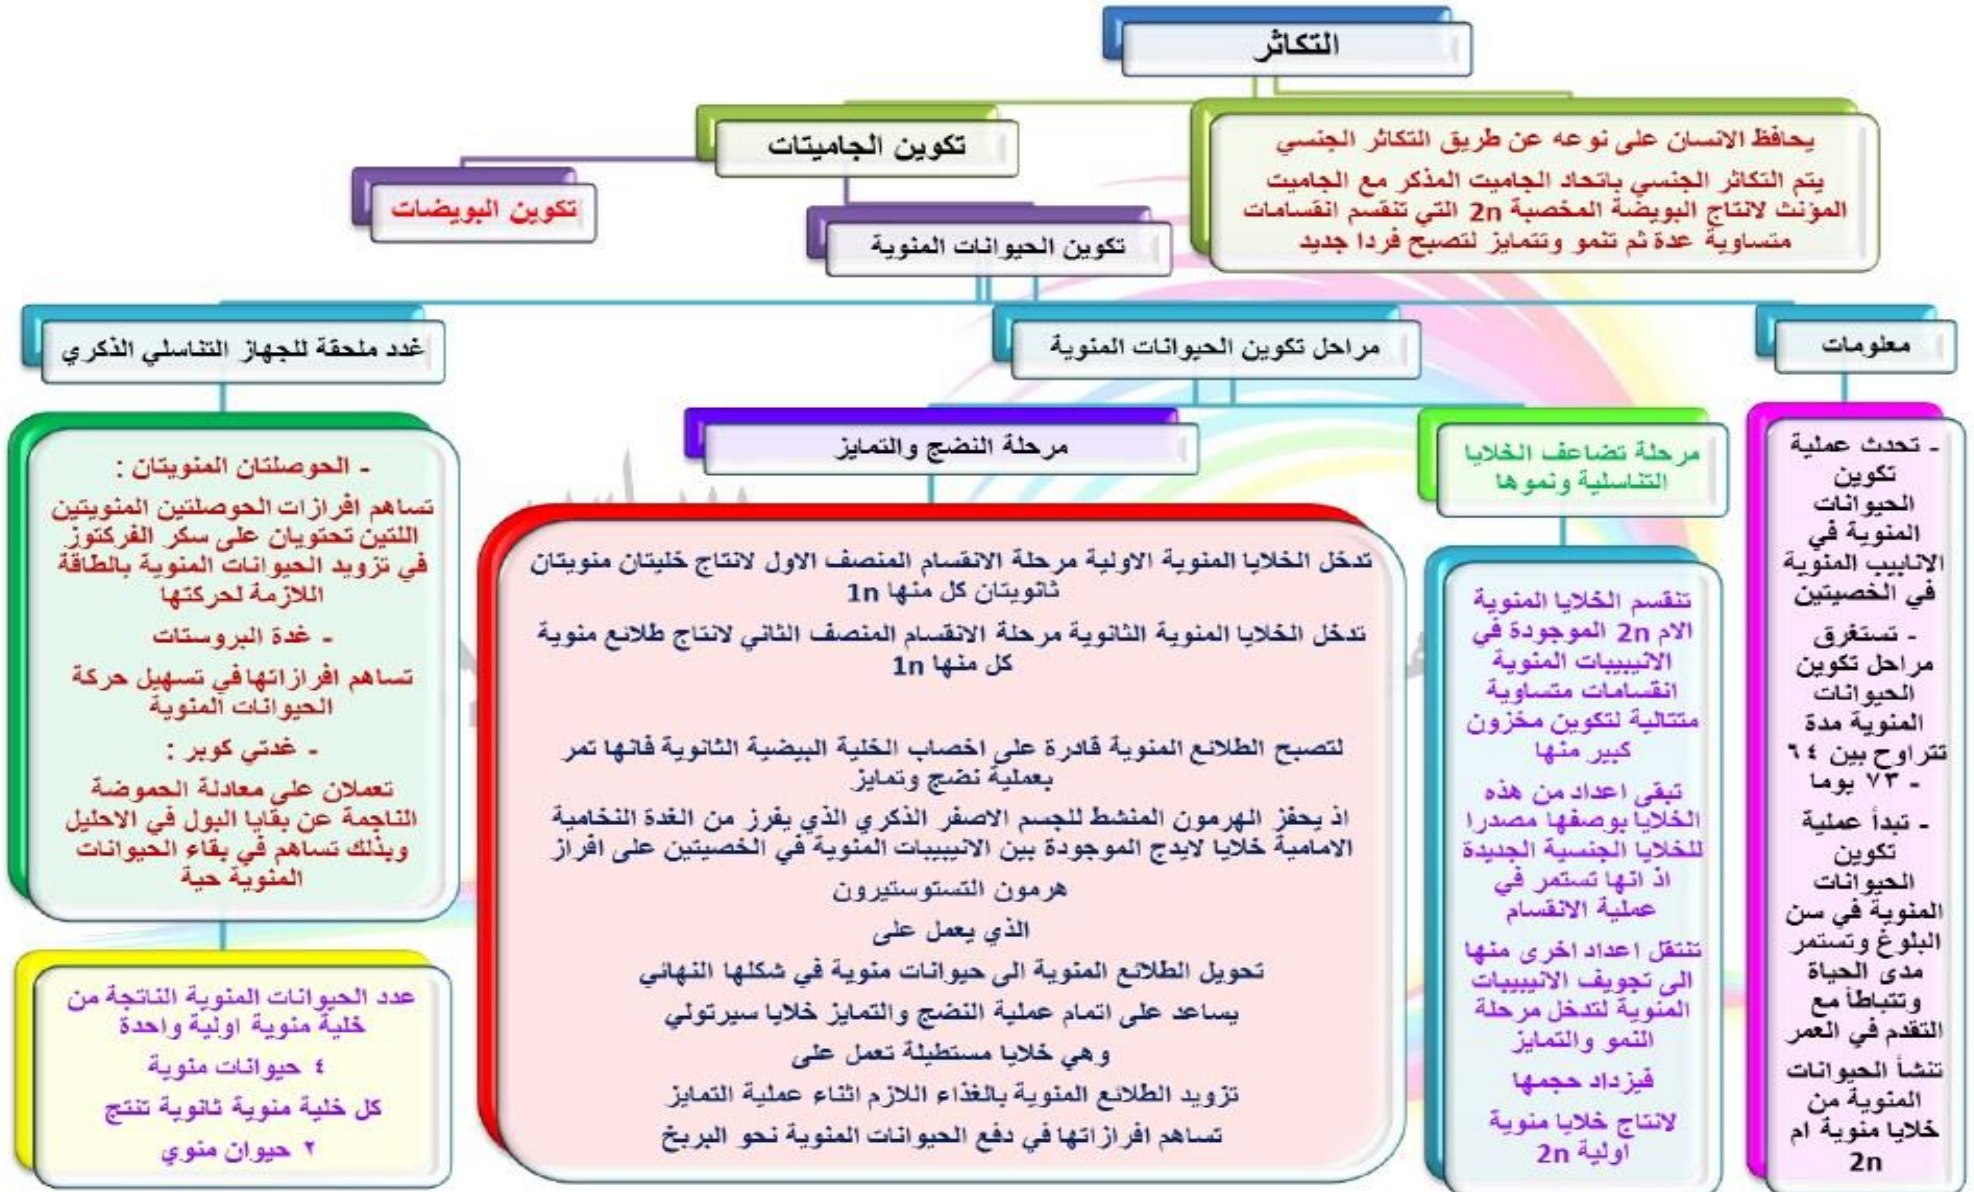 التكاثر
يحافظ الانسان على نوعه عن طريق التكاثر الجنسي
يتم التكاثر الجنسي باتحاد الجاميت المذكر مع الجاميت
المؤنث لانتاج البويضة المخصبة 2n التي تنقسم انقسامات
متساوية عدة ثم تنمو وتتمايز لتصبح فردا جديد
تكوين الجاميتات
تكوين البويضات
تكوين الحيوانات المنوية
معلومات
- تحدث عملية
تكوين
الحيوانات
المنوية في
الانابيب المنوية
في الخصيتين
- تستغرق
مراحل تكوين
الحيوانات
المنوية مدة
تتراوح بين ٦٤
- ٧٣ يوما
- تبدأ عملية
تكوين
الحيوانات
المنوية في سن
البلوغ وتستمر
مدى الحياة
وتتباطأ مع
التقدم في العمر
تنشأ الحيوانات
المنوية من
خلايا منوية ام
2n
مراحل تكوين الحيوانات المنوية
مرحلة تضاعف الخلايا
التناسلية ونموها
تنقسم الخلايا المنوية
الام 2n الموجودة في
الانيبيبات المنوية
انقسامات متساوية
متتالية لتكوين مخزون
كبير منها
تبقى اعداد من هذه
الخلايا بوصفها مصدرا
للخلايا الجنسية الجديدة
اذ انها تستمر في
عملية الانقسام
تنتقل اعداد اخرى منها
الى تجويف الانيبيبات
المنوية لتدخل مرحلة
النمو والتمايز
فيزداد حجمها
لانتاج خلايا منوية
اولية 2n
مرحلة النضج والتمايز
تدخل الخلايا المنوية الاولية مرحلة الانقسام المنصف الاول لانتاج خليتان منويتان
ثانويتان كل منها 1n
تدخل الخلايا المنوية الثانوية مرحلة الانقسام المنصف الثاني لانتاج طلائع منوية
كل منها 1n
لتصبح الطلائع المنوية قادرة على اخصاب الخلية البيضية الثانوية فانها تمر
بعملية نضج وتمايز
اذ يحفز الهرمون المنشط للجسم الاصفر الذكري الذي يفرز من الغدة النخامية
الامامية خلايا لايدج الموجودة بين الانيبيبات المنوية في الخصيتين على افراز
هرمون التستوستيرون
الذي يعمل على
تحويل الطلائع المنوية الى حيوانات منوية في شكلها النهائي
يساعد على اتمام عملية النضج والتمايز خلايا سيرتولي
وهي خلايا مستطيلة تعمل على
تزويد الطلائع المنوية بالغذاء اللازم اثناء عملية التمايز
تساهم افرازاتها في دفع الحيوانات المنوية نحو البربخ
غدد ملحقة للجهاز التناسلي الذكري
- الحوصلتان المنويتان :
تساهم افرازات الحوصلتين المنويتين
اللتين تحتويان على سكر الفركتوز
في تزويد الحيوانات المنوية بالطاقة
اللازمة لحركتها
- غدة البروستات
تساهم افرازاتها في تسهيل حركة
الحيوانات المنوية
- غدتي كوبر :
تعملان على معادلة الحموضة
الناجمة عن بقايا البول في الاحليل
وبذلك تساهم في بقاء الحيوانات
المنوية حية
عدد الحيوانات المنوية الناتجة من
خلية منوية اولية واحدة
٤ حيوانات منوية
كل خلية منوية ثانوية تنتج
٢ حيوان منوي